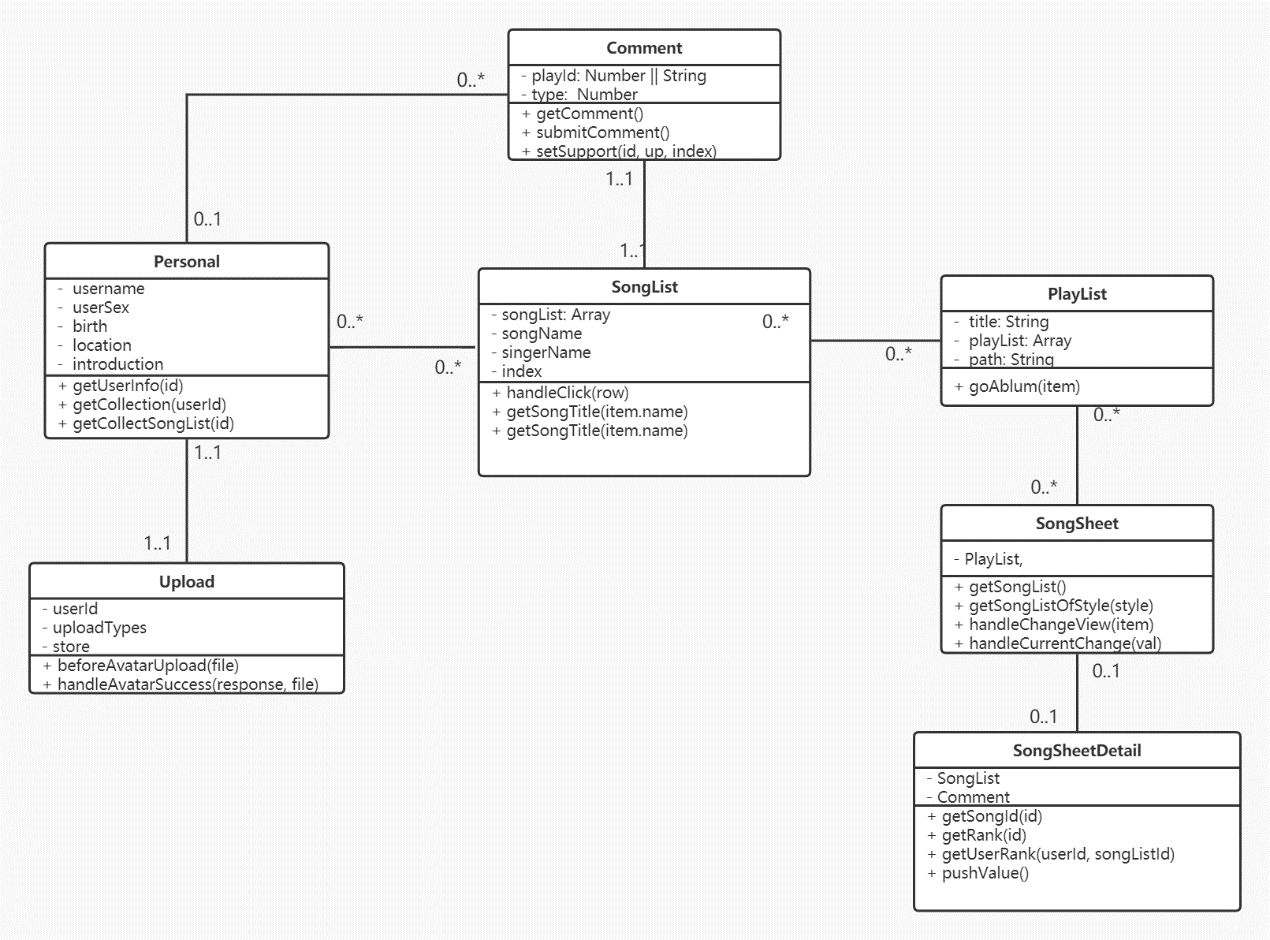 Comment
- playId: Number || String
- type:  Number
+ getComment()
+ submitComment()
+ setSupport(id, up, index)
0..*
0..1
1..1
1..1
Personal
- username
- userSex
- birth
- location
- introduction
+ getUserInfo(id)
+ getCollection(userId)
+ getCollectSongList(id)
0..*
0..*
SongList
- songList: Array
- songName
- singerName
- index
+ handleClick(row)
+ getSongTitle(item.name)
+ getSongTitle(item.name)
0..*
0..*
PlayList
- title: String
- playList: Array
- path: String
+ goAblum(item)
0..*
0..*
1..1
1..1
Upload
- userId
- uploadTypes
- store
+ beforeAvatarUpload(file)
+ handleAvatarSuccess(response, file)
SongSheet
- PlayList,
+ getSongList()
+ getSongListOfStyle(style)
+ handleChangeView(item)
+ handleCurrentChange(val)
0..1
0..1
SongSheetDetail
- SongList
- Comment
+ getSongId(id)
+ getRank(id)
+ getUserRank(userId, songListId)
+ pushValue()